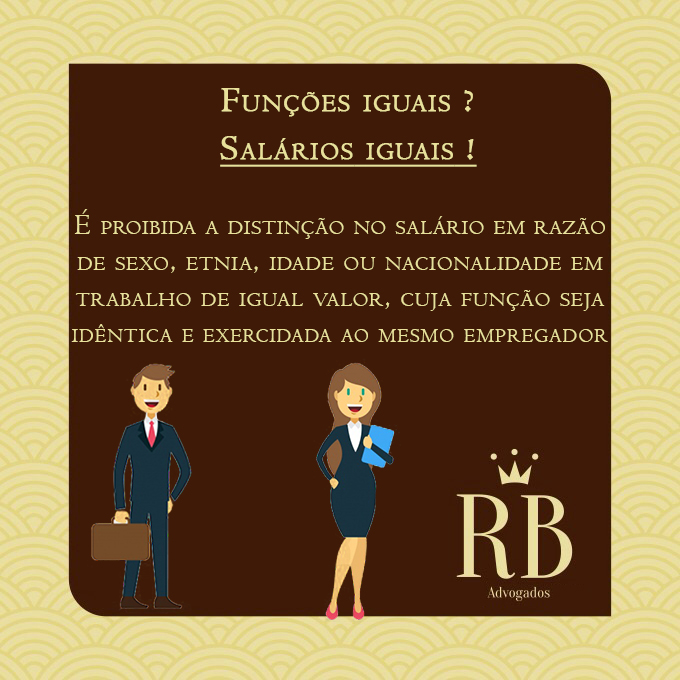 Funções iguais ?
Salários iguais !
É proibida a distinção no salário em razão
de sexo, etnia, idade ou nacionalidade em
trabalho de igual valor, cuja função seja
idêntica e exercidada ao mesmo empregador
RB
Advogados